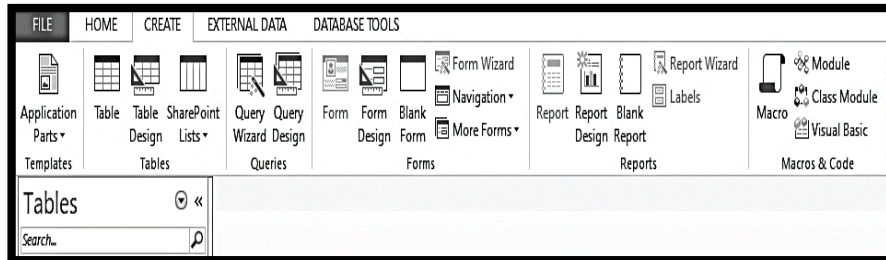 FILE HOME CREATE EXTERNAL DATA DATABASE TOOLS
Application Parts ▾
Templates
Table
Table Design
SharePoint Lists ▾
Tables
Query Wizard
Query Design
Queries
Form
Form Design
Blank Form
Form Wizard
Navigation ▾
More Forms ▾
Forms
Report
Report Design
Blank Report
Report Wizard
Labels
Reports
Macro
Module
Class Module
Visual Basic
Macros & Code
Tables «
Search...